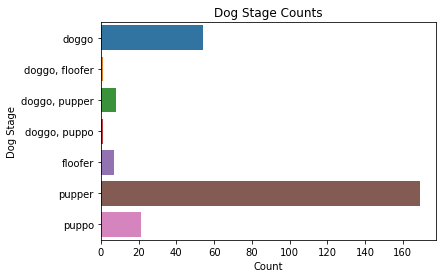 Dog Stage Counts
Dog Stage
doggo
doggo, floofer
doggo, pupper
doggo, puppo
floofer
pupper
puppo
0 20 40 60 80 100 120 140 160
Count